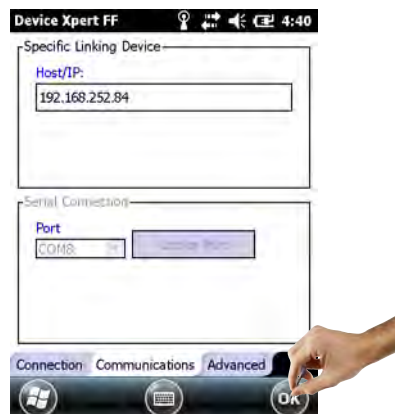 Device Xpert FF 4:40
Specific Linking Device
Host/IP:
192.168.252.84
Serial Connection
Port
COM8:
Connection Communications Advanced
OK